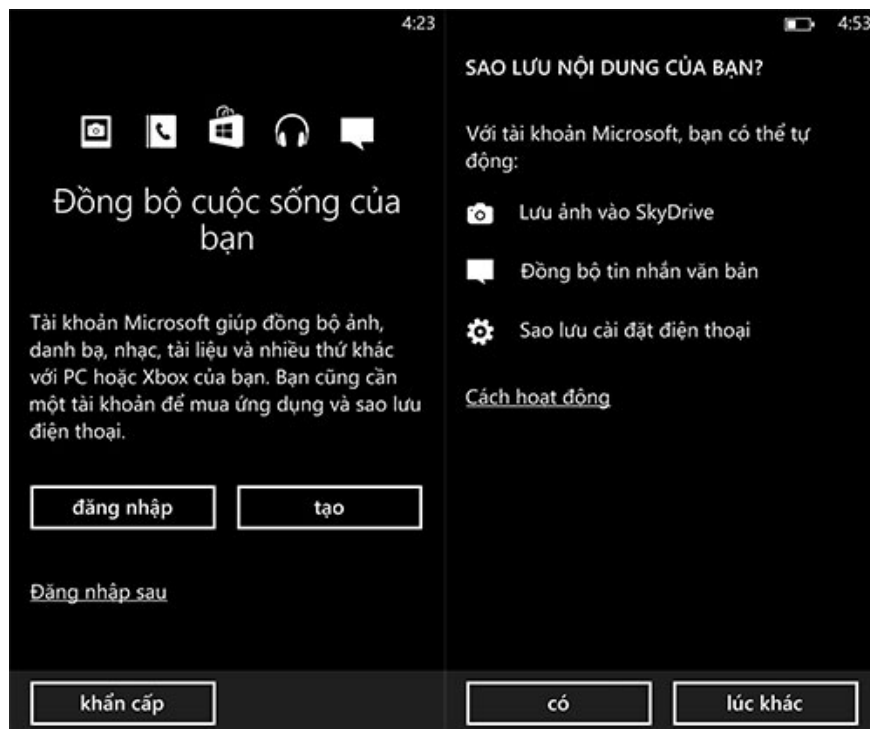 4:23
Đồng bộ cuộc sống của
bạn
Tài khoản Microsoft giúp đồng bộ ảnh,
danh bạ, nhạc, tài liệu và nhiều thứ khác
với PC hoặc Xbox của bạn. Bạn cũng cần
một tài khoản để mua ứng dụng và sao lưu
điện thoại.
đăng nhập
tạo
Đăng nhập sau
khẩn cấp
4:53
SAO LƯU NỘI DUNG CỦA BẠN?
Với tài khoản Microsoft, bạn có thể tự
động:
Lưu ảnh vào SkyDrive
Đồng bộ tin nhắn văn bản
Sao lưu cài đặt điện thoại
Cách hoạt động
có
lúc khác